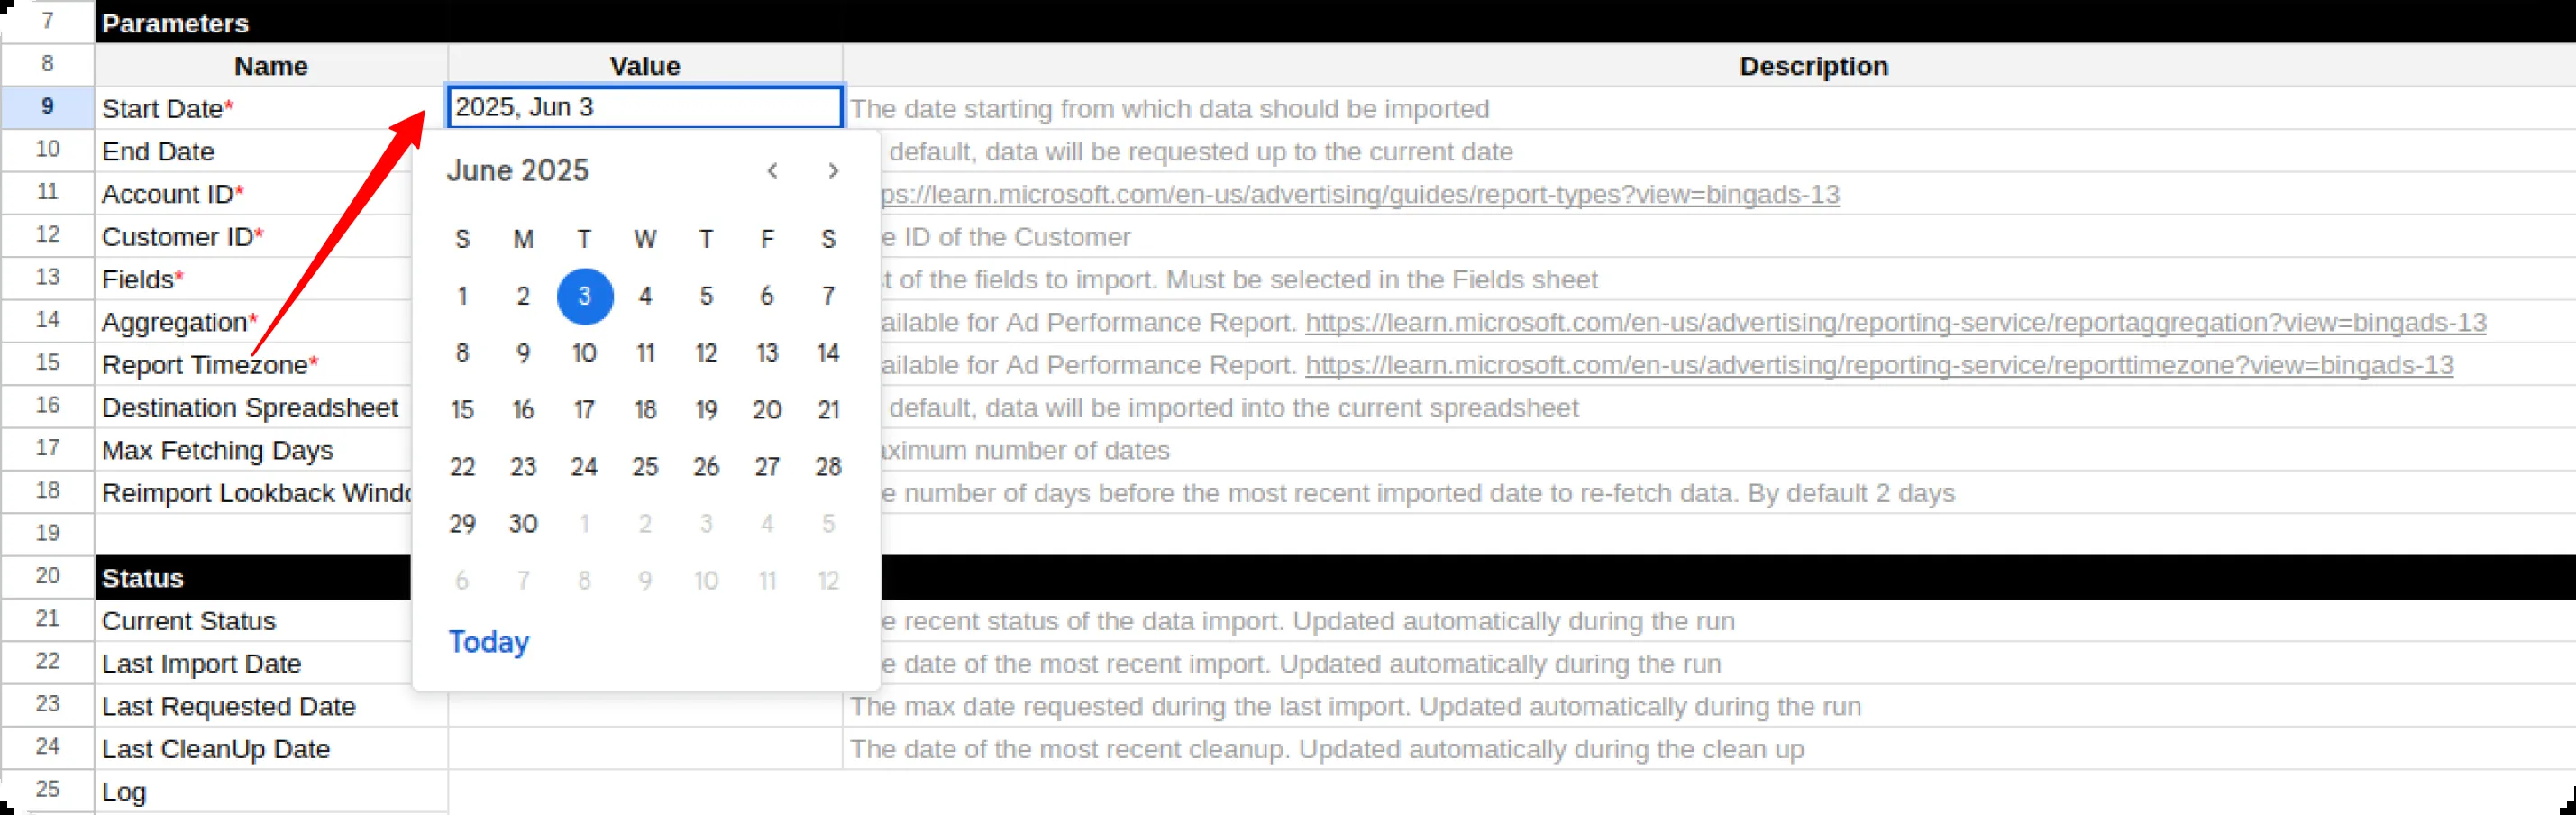 7 Parameters
8 Name Value Description
9 Start Date* 2025, Jun 3 The date starting from which data should be imported
10 End Date default, data will be requested up to the current date
11 Account ID* ps://learn.microsoft.com/en-us/advertising/guides/report-types?view=bingads-13
12 Customer ID* e ID of the Customer
13 Fields* t of the fields to import. Must be selected in the Fields sheet
14 Aggregation* ailable for Ad Performance Report. https://learn.microsoft.com/en-us/advertising/reporting-service/reportaggregation?view=bingads-13
15 Report Timezone* ailable for Ad Performance Report. https://learn.microsoft.com/en-us/advertising/reporting-service/reporttimezone?view=bingads-13
16 Destination Spreadsheet default, data will be imported into the current spreadsheet
17 Max Fetching Days aximum number of dates
18 Reimport Lookback Windo e number of days before the most recent imported date to re-fetch data. By default 2 days
19
20 Status
21 Current Status e recent status of the data import. Updated automatically during the run
22 Last Import Date e date of the most recent import. Updated automatically during the run
23 Last Requested Date The max date requested during the last import. Updated automatically during the run
24 Last CleanUp Date The date of the most recent cleanup. Updated automatically during the clean up
25 Log
June 2025 < >
S M T W T F S
1 2 3 4 5 6 7
8 9 10 11 12 13 14
15 16 17 18 19 20 21
22 23 24 25 26 27 28
29 30 1 2 3 4 5
6 7 8 9 10 11 12
Today